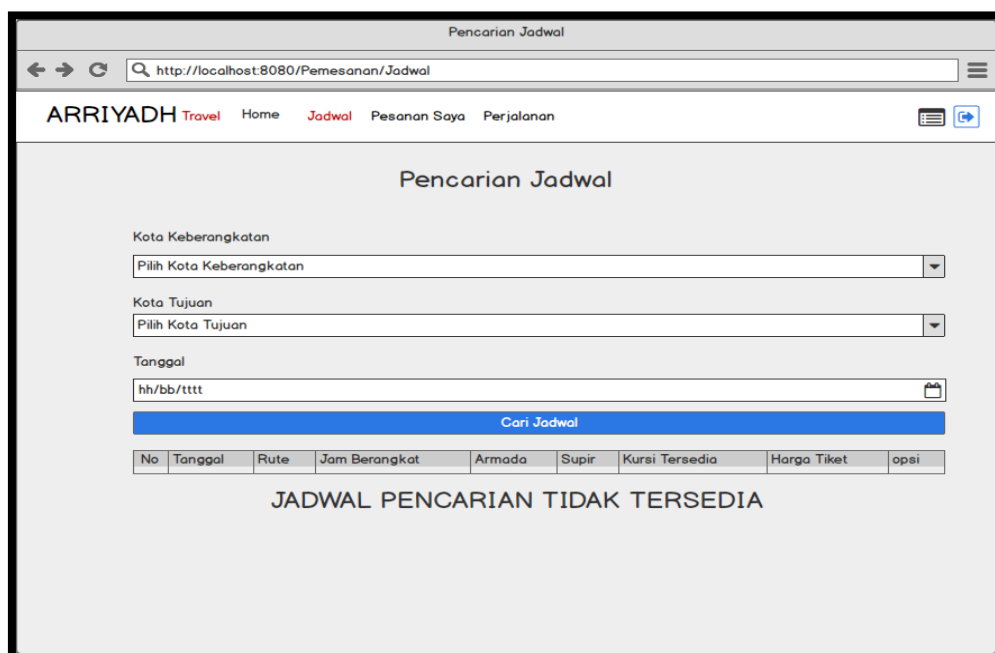 Pencarian Jadwal
http://localhost:8080/Pemesanan/Jadwal
ARRIYADH Travel Home Jadwal Pesanan Saya Perjalanan
Pencarian Jadwal
Kota Keberangkatan
Pilih Kota Keberangkatan
Kota Tujuan
Pilih Kota Tujuan
Tanggal
hh/bb/tttt
Cari Jadwal
No Tanggal Rute Jam Berangkat Armada Supir Kursi Tersedia Harga Tiket opsi
JADWAL PENCARIAN TIDAK TERSEDIA